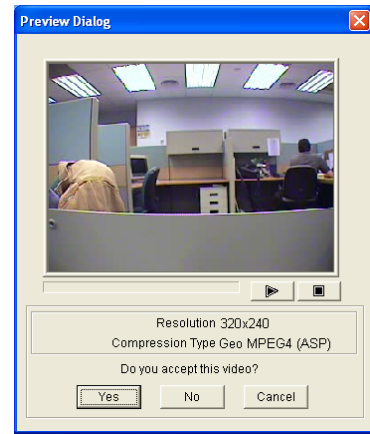 Preview Dialog
Resolution 320x240
Compression Type Geo MPEG4 (ASP)
Do you accept this video?
Yes No Cancel